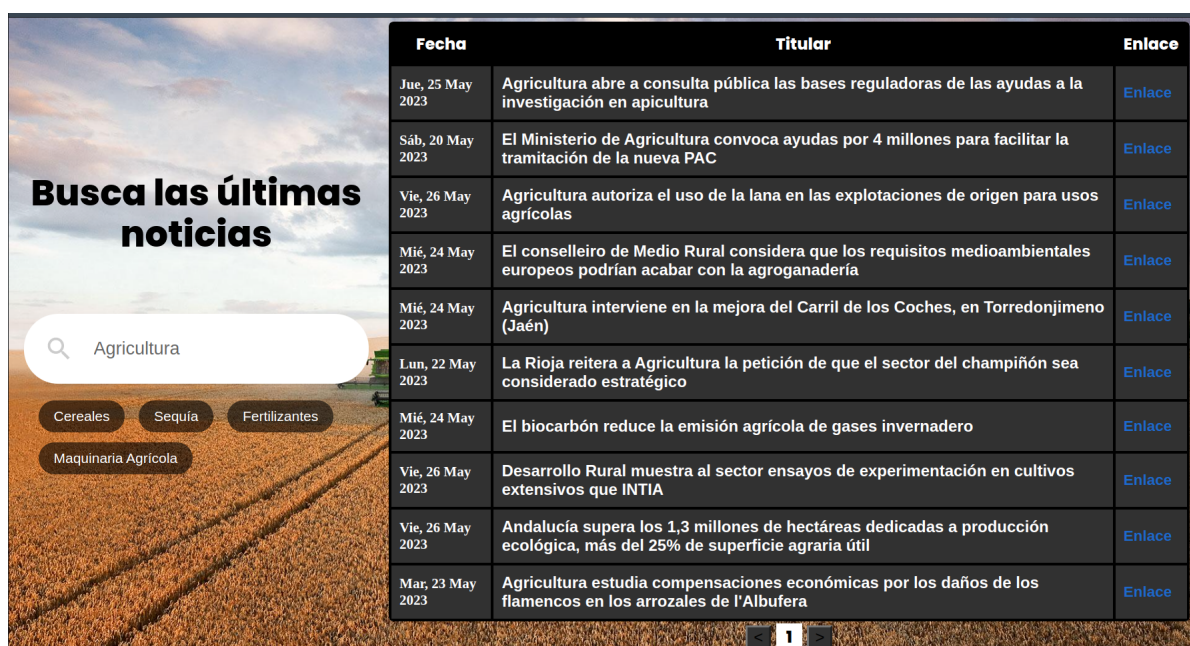 Busca las últimas
noticias
Agricultura
Cereales
Sequía
Fertilizantes
Maquinaria Agrícola
Fecha
Titular
Enlace
Jue, 25 May
2023
Agricultura abre a consulta pública las bases reguladoras de las ayudas a la
investigación en apicultura
Enlace
Sáb, 20 May
2023
El Ministerio de Agricultura convoca ayudas por 4 millones para facilitar la
tramitación de la nueva PAC
Enlace
Vie, 26 May
2023
Agricultura autoriza el uso de la lana en las explotaciones de origen para usos
agrícolas
Enlace
Mié, 24 May
2023
El conselleiro de Medio Rural considera que los requisitos medioambientales
europeos podrían acabar con la agroganadería
Enlace
Mié, 24 May
2023
Agricultura interviene en la mejora del Carril de los Coches, en Torredonjimeno
(Jaén)
Enlace
Lun, 22 May
2023
La Rioja reitera a Agricultura la petición de que el sector del champiñón sea
considerado estratégico
Enlace
Mié, 24 May
2023
El biocarbón reduce la emisión agrícola de gases invernadero
Enlace
Vie, 26 May
2023
Desarrollo Rural muestra al sector ensayos de experimentación en cultivos
extensivos que INTIA
Enlace
Vie, 26 May
2023
Andalucía supera los 1,3 millones de hectáreas dedicadas a producción
ecológica, más del 25% de superficie agraria útil
Enlace
Mar, 23 May
2023
Agricultura estudia compensaciones económicas por los daños de los
flamencos en los arrozales de l'Albufera
Enlace
< 1 >